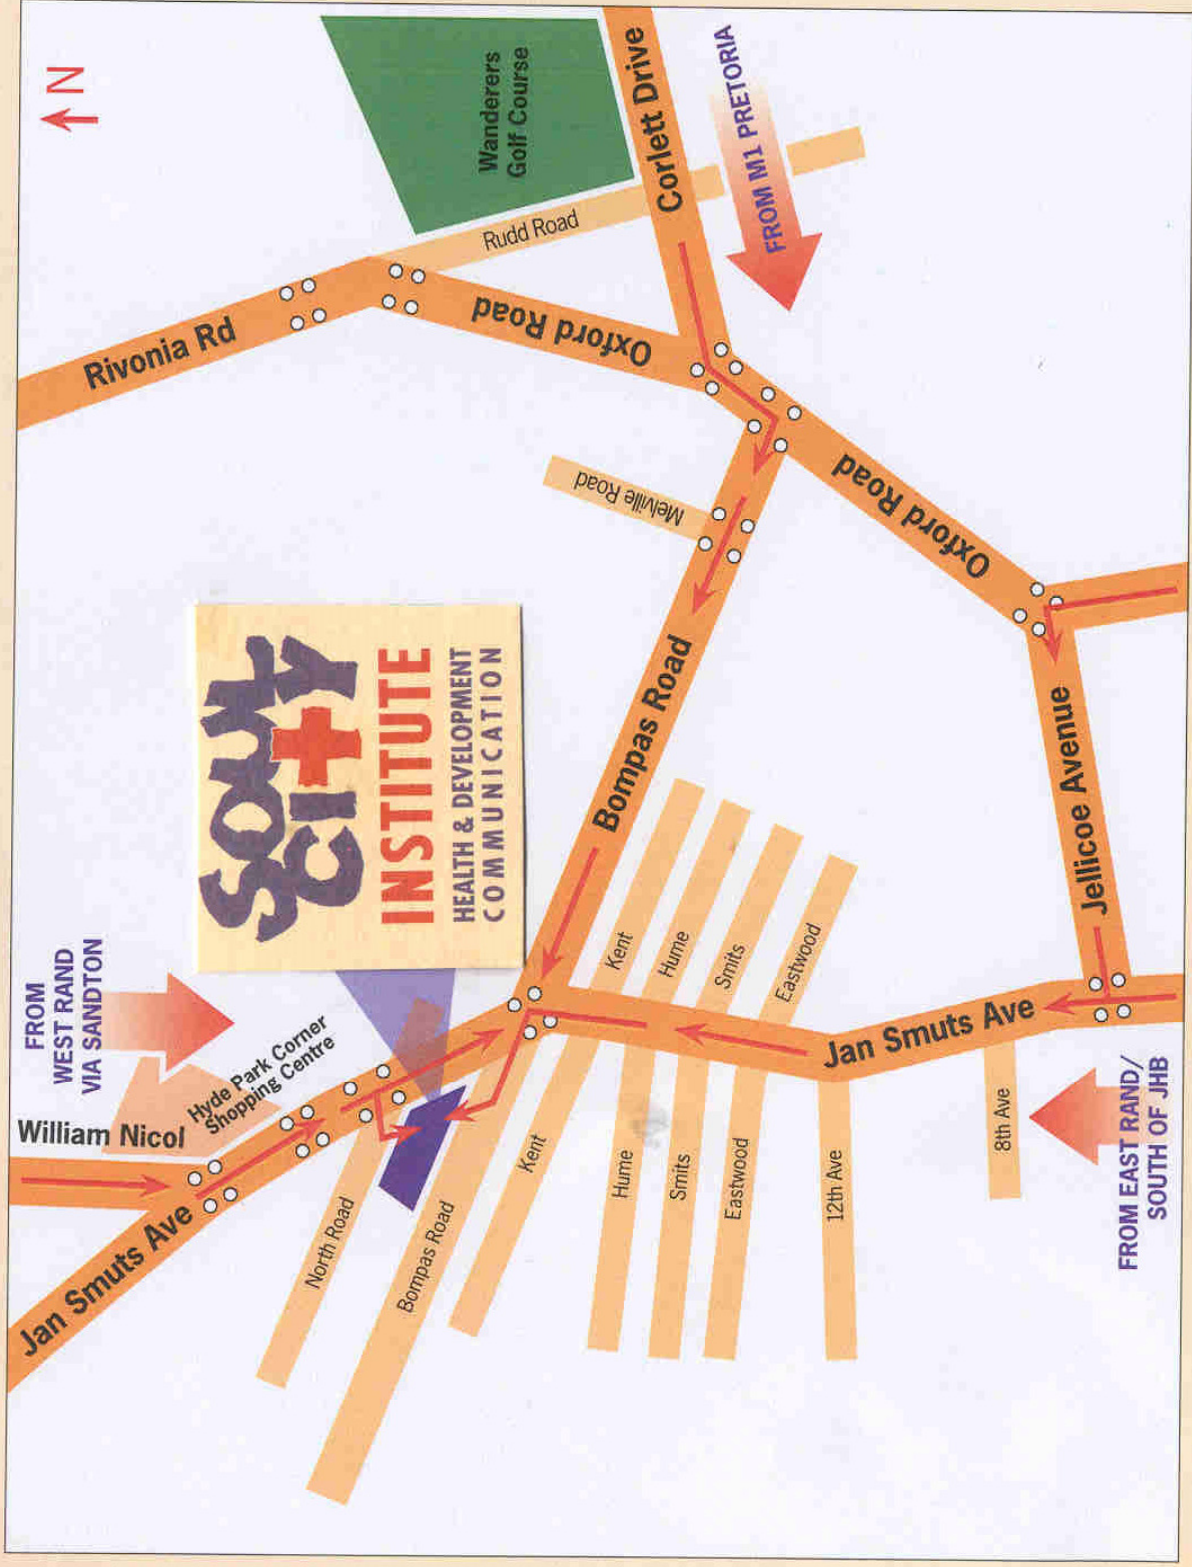 N
Wanderers
Golf Course
Corlett Drive
FROM M1 PRETORIA
Rudd Road
Rivonia Rd
Oxford Road
Oxford Road
Melville Road
SOUL
CITY
INSTITUTE
HEALTH & DEVELOPMENT
COMMUNICATION
Bompas Road
Jellicoe Avenue
FROM
WEST RAND
VIA SANDTON
Hyde Park Corner
Shopping Centre
William Nicol
Jan Smuts Ave
Kent
Hume
Smits
Eastwood
Jan Smuts Ave
North Road
Bompas Road
Kent
Hume
Smits
Eastwood
12th Ave
8th Ave
FROM EAST RAND/
SOUTH OF JHB